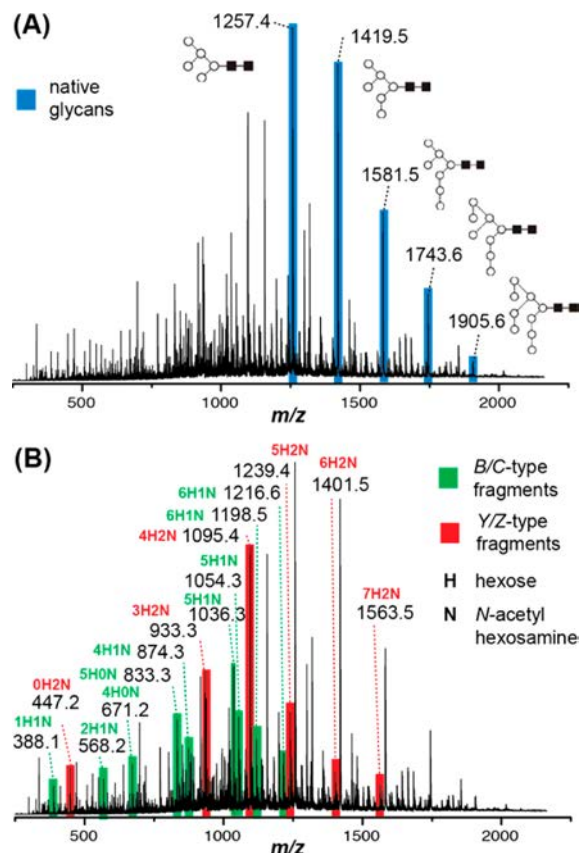 (A)
1257.4
1419.5
native
glycans
1581.5
1743.6
1905.6
500
1000
1500
2000
m/z
(B)
5H2N
1239.4
6H2N
1401.5
6H1N 1216.6
6H1N 1198.5
4H2N
1095.4
5H1N
1054.3
5H1N
1036.3
3H2N
933.3
4H1N
874.3
5H0N
833.3
4H0N
671.2
0H2N
447.2
2H1N
568.2
1H1N
388.1
7H2N
1563.5
B/C-type
fragments
Y/Z-type
fragments
H hexose
N N-acetyl
hexosamine
500
750
1000
1250
1500
2000
m/z